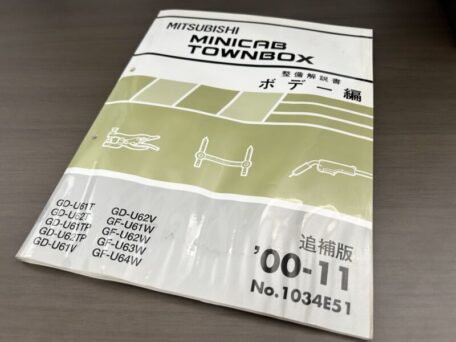 MITSUBISHI
MINICAB
TOWNBOX
整備解説書
ボデー編
GD-U61T
GD-U62T
GD-U61TP
GD-U62TP
GD-U61V
GD-U62V
GF-U61W
GF-U62W
GF-U63W
GF-U64W
追補版
'00-11
No.1034E51